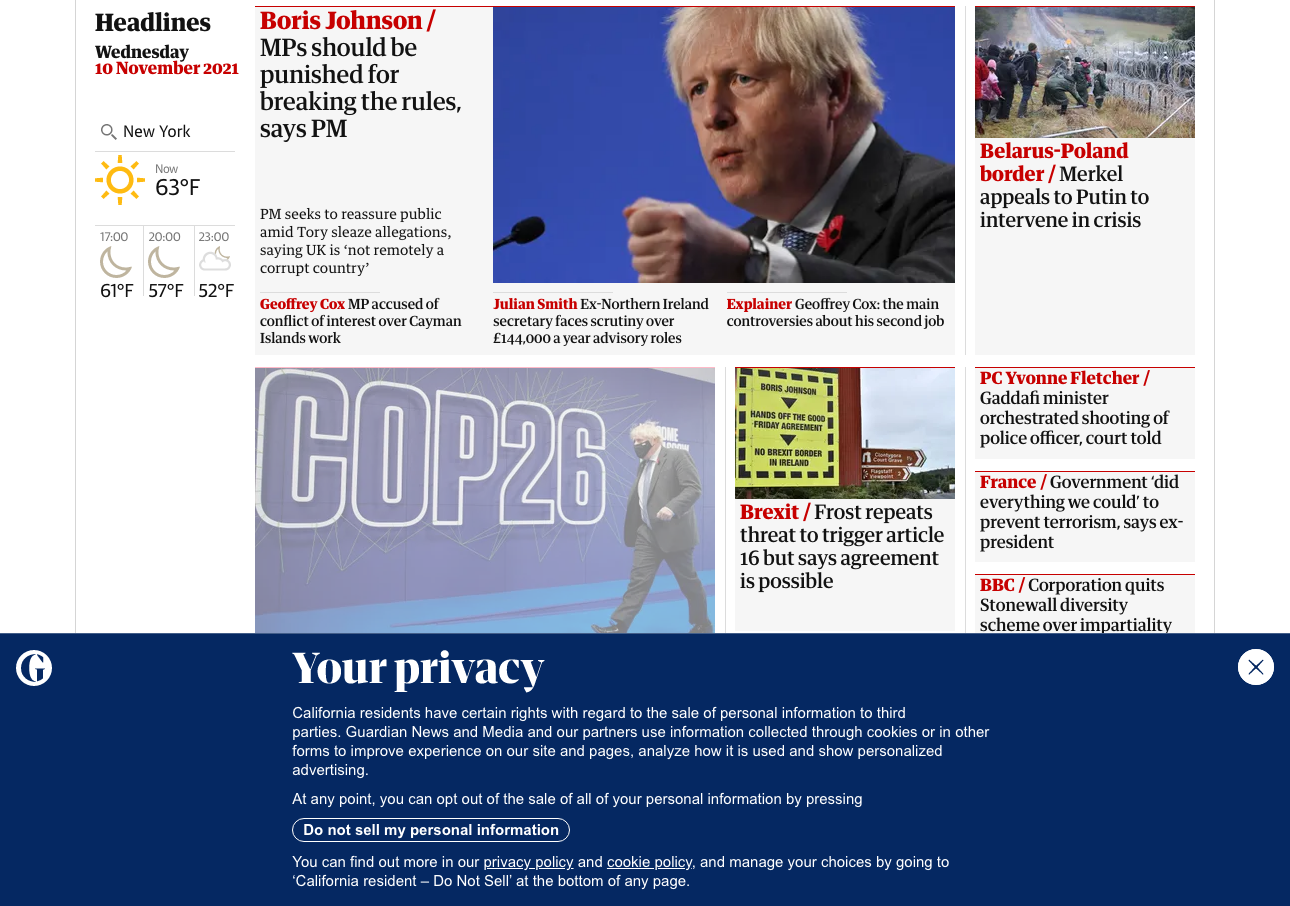 Headlines
Wednesday
10 November 2021
New York
Now
63°F
17:00
20:00
23:00
61°F
57°F
52°F
Boris Johnson /
MPs should be
punished for
breaking the rules,
says PM
PM seeks to reassure public
amid Tory sleaze allegations,
saying UK is ‘not remotely a
corrupt country’
Geoffrey Cox MP accused of
conflict of interest over Cayman
Islands work
Julian Smith Ex-Northern Ireland
secretary faces scrutiny over
£144,000 a year advisory roles
Explainer Geoffrey Cox: the main
controversies about his second job
Belarus-Poland
border / Merkel
appeals to Putin to
intervene in crisis
COP26
BORIS JOHNSON
HANDS OFF THE GOOD
FRIDAY AGREEMENT
NO BREXIT BORDER
IN IRELAND
Clontygora
Court Grave
Flagstaff
Viewpoint
Brexit / Frost repeats
threat to trigger article
16 but says agreement
is possible
PC Yvonne Fletcher /
Gaddafi minister
orchestrated shooting of
police officer, court told
France / Government ‘did
everything we could’ to
prevent terrorism, says ex-
president
BBC / Corporation quits
Stonewall diversity
scheme over impartiality
Your privacy
California residents have certain rights with regard to the sale of personal information to third
parties. Guardian News and Media and our partners use information collected through cookies or in other
forms to improve experience on our site and pages, analyze how it is used and show personalized
advertising.
At any point, you can opt out of the sale of all of your personal information by pressing
Do not sell my personal information
You can find out more in our privacy policy and cookie policy, and manage your choices by going to
‘California resident – Do Not Sell’ at the bottom of any page.